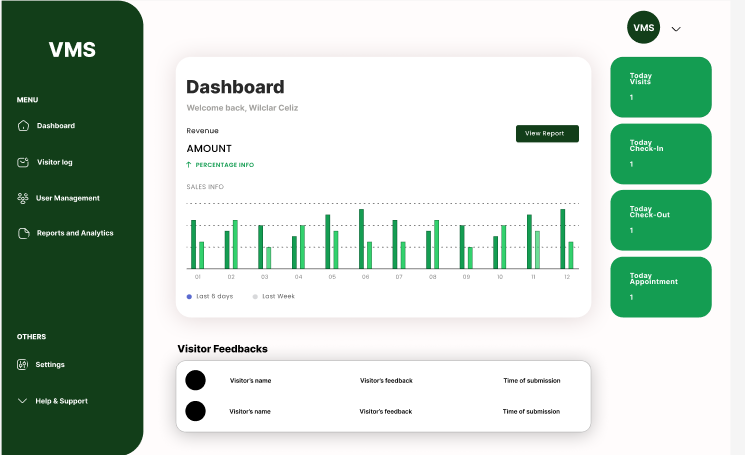 VMS
MENU
Dashboard
Visitor log
User Management
Reports and Analytics
OTHERS
Settings
Help & Support
VMS
Dashboard
Welcome back, Wilclar Celiz
Revenue
View Report
AMOUNT
↑ PERCENTAGE INFO
SALES INFO
01 02 03 04 05 06 07 08 09 10 11 12
Last 6 days Last Week
Today
Visits
1
Today
Check-In
1
Today
Check-Out
1
Today
Appointment
1
Visitor Feedbacks
Visitor's name Visitor's feedback Time of submission
Visitor's name Visitor's feedback Time of submission